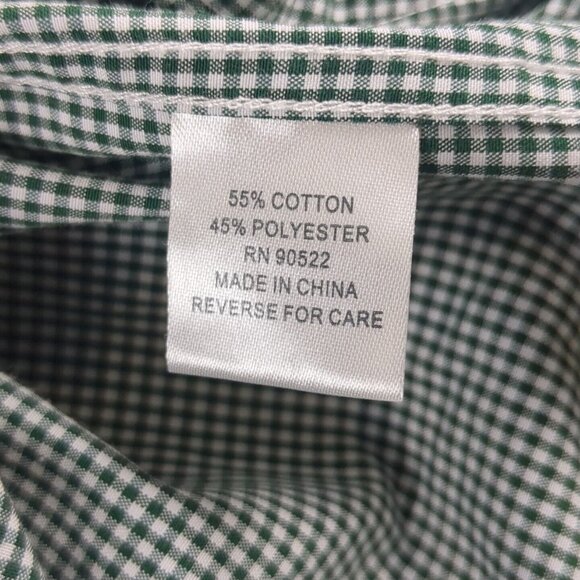 55% COTTON
45% POLYESTER
RN 90522
MADE IN CHINA
REVERSE FOR CARE